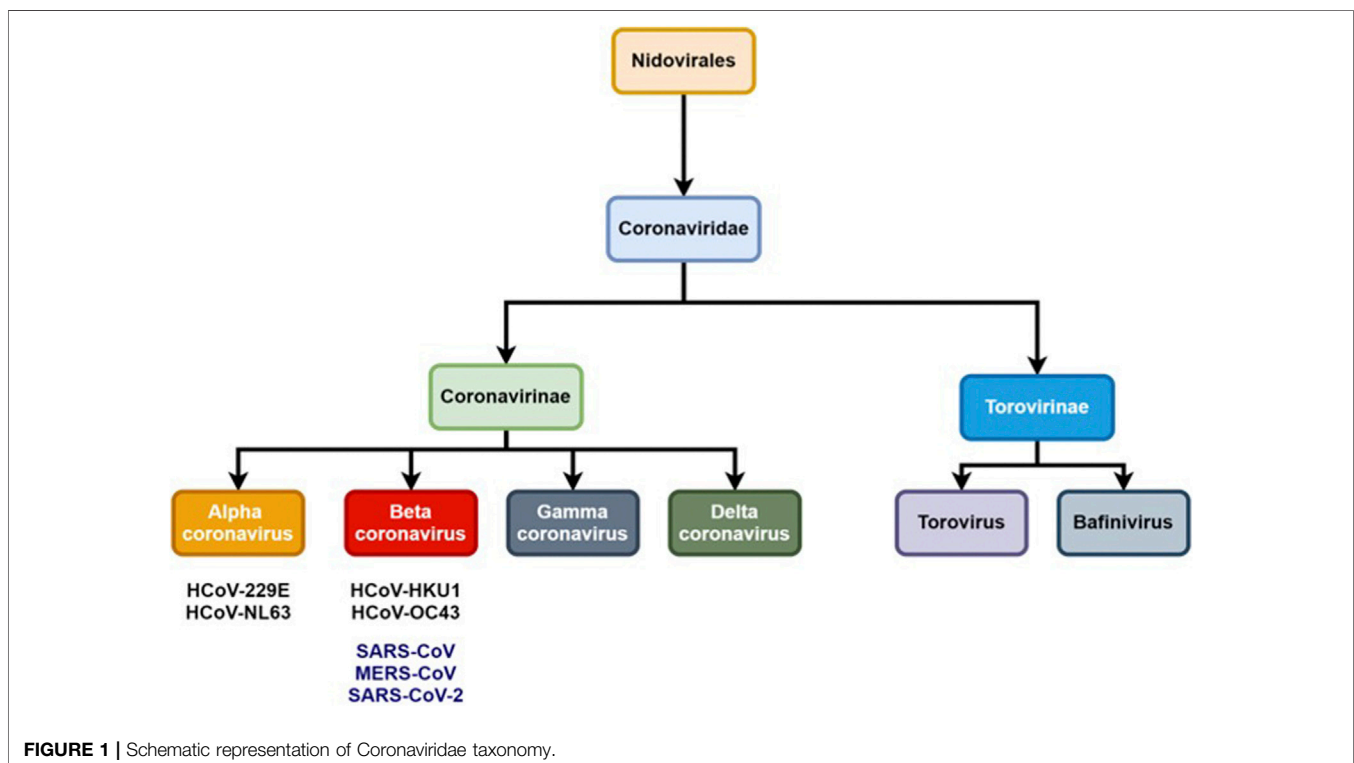 Nidovirales
Coronaviridae
Coronavirinae
Torovirinae
Alpha
coronavirus
Beta
coronavirus
Gamma
coronavirus
Delta
coronavirus
Torovirus
Bafinivirus
HCoV-229E
HCoV-NL63
HCoV-HKU1
HCoV-OC43
SARS-CoV
MERS-CoV
SARS-CoV-2
FIGURE 1 | Schematic representation of Coronaviridae taxonomy.